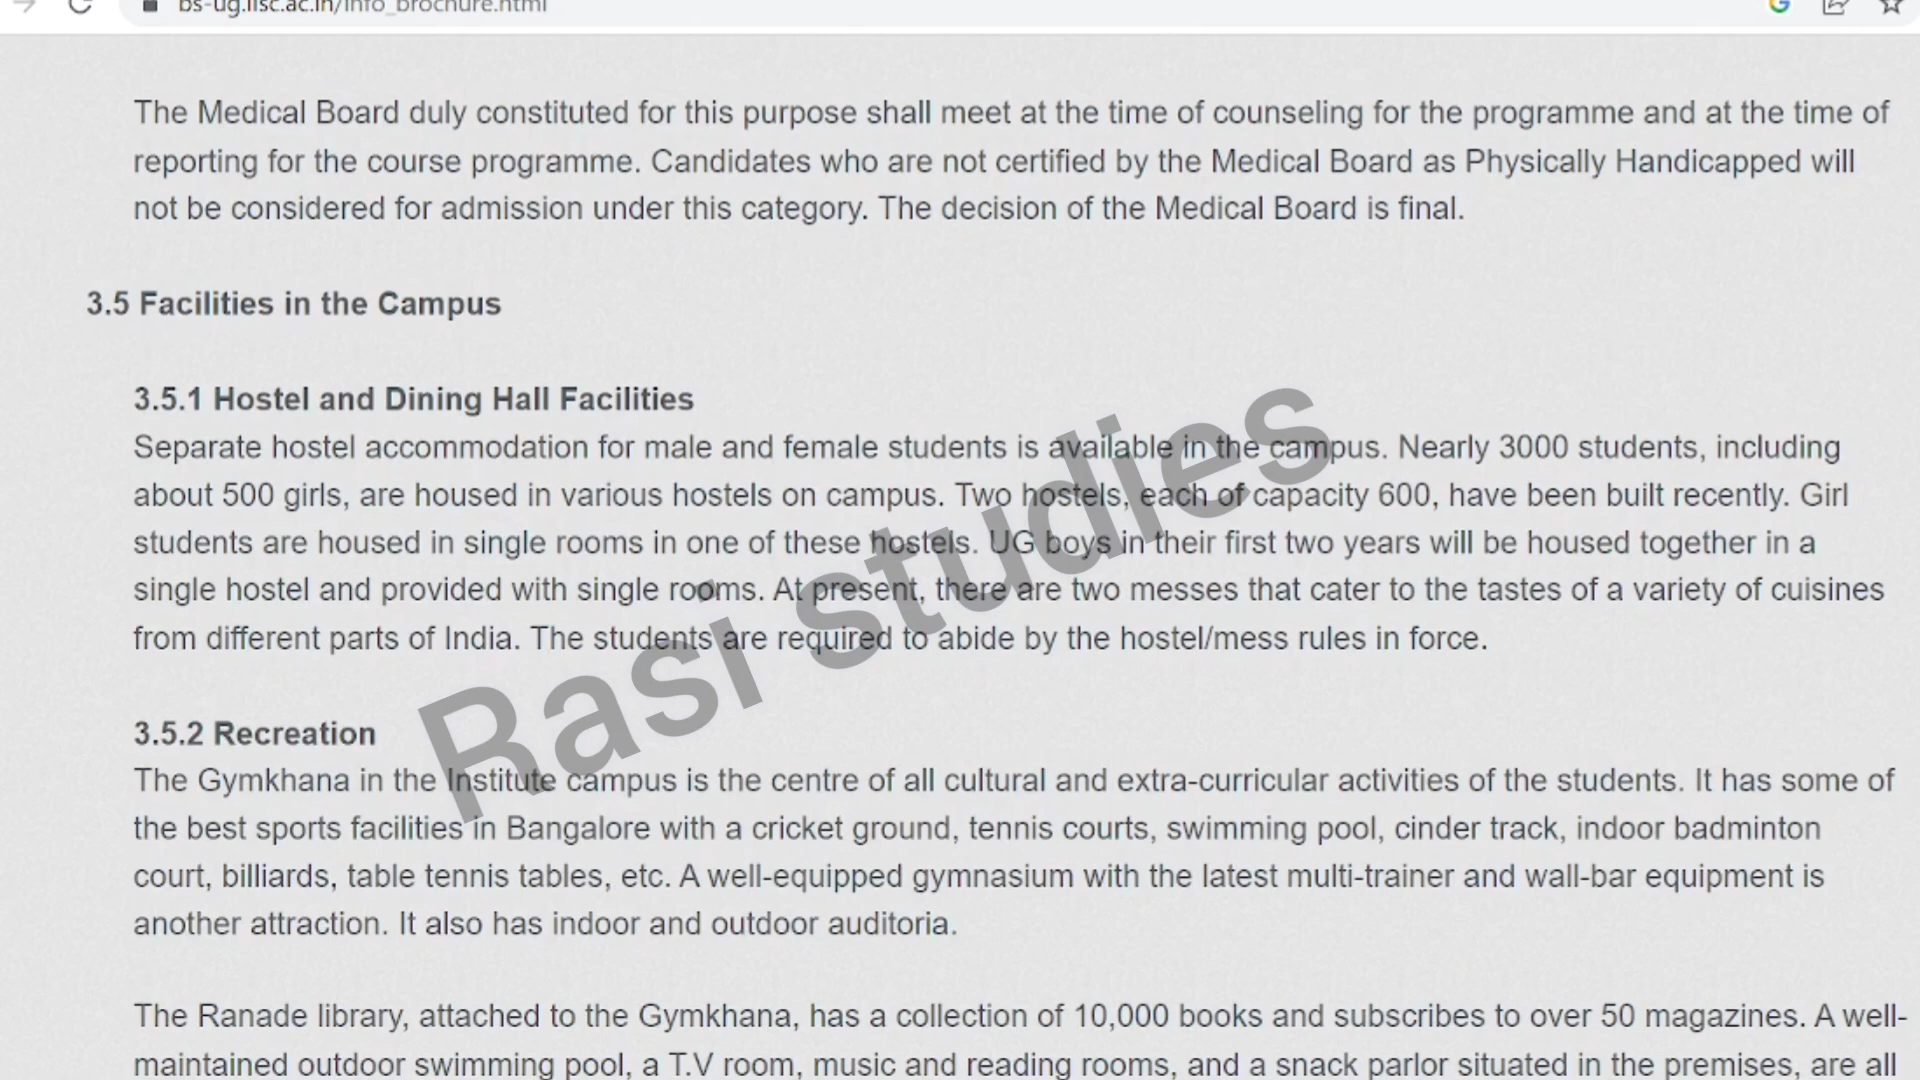 bs-ug.iisc.ac.in/info_brochure.html
The Medical Board duly constituted for this purpose shall meet at the time of counseling for the programme and at the time of
reporting for the course programme. Candidates who are not certified by the Medical Board as Physically Handicapped will
not be considered for admission under this category. The decision of the Medical Board is final.
3.5 Facilities in the Campus
3.5.1 Hostel and Dining Hall Facilities
Separate hostel accommodation for male and female students is available in the campus. Nearly 3000 students, including
about 500 girls, are housed in various hostels on campus. Two hostels, each of capacity 600, have been built recently. Girl
students are housed in single rooms in one of these hostels. UG boys in their first two years will be housed together in a
single hostel and provided with single rooms. At present, there are two messes that cater to the tastes of a variety of cuisines
from different parts of India. The students are required to abide by the hostel/mess rules in force.
Rasi studies
3.5.2 Recreation
The Gymkhana in the Institute campus is the centre of all cultural and extra-curricular activities of the students. It has some of
the best sports facilities in Bangalore with a cricket ground, tennis courts, swimming pool, cinder track, indoor badminton
court, billiards, table tennis tables, etc. A well-equipped gymnasium with the latest multi-trainer and wall-bar equipment is
another attraction. It also has indoor and outdoor auditoria.
The Ranade library, attached to the Gymkhana, has a collection of 10,000 books and subscribes to over 50 magazines. A well-
maintained outdoor swimming pool, a T.V room, music and reading rooms, and a snack parlor situated in the premises, are all